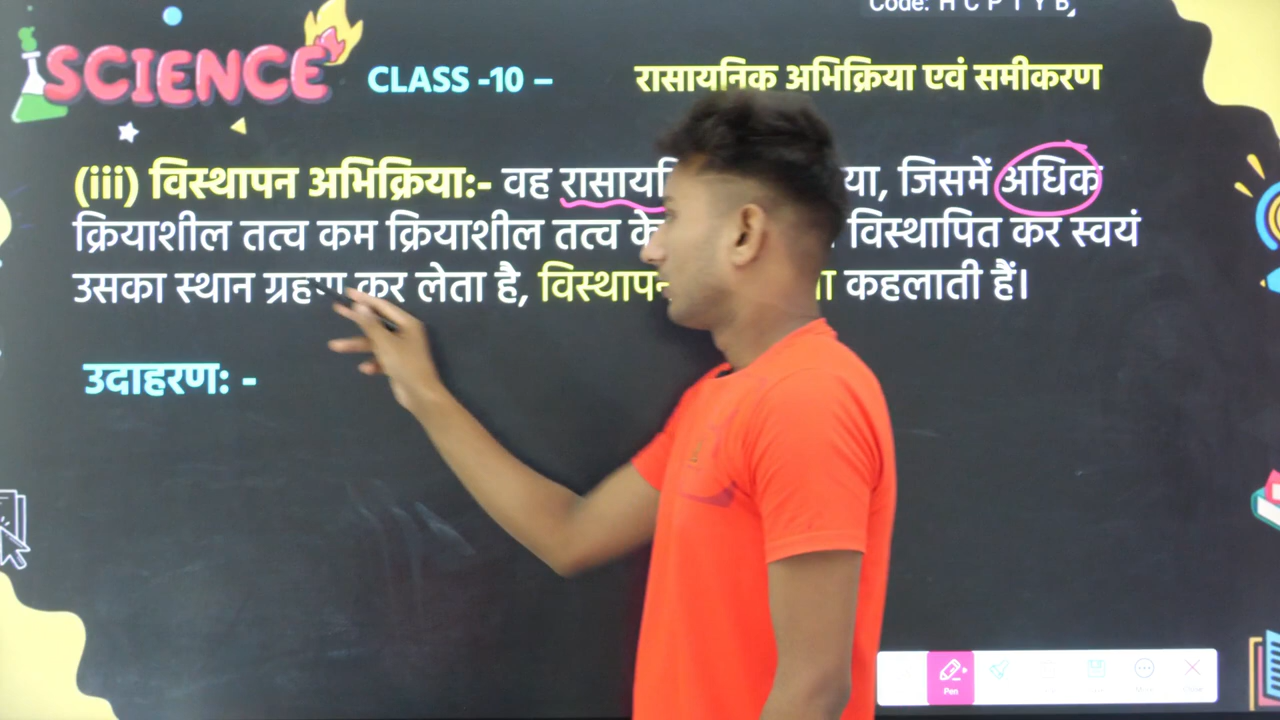 Code: H C P T Y B
SCIENCE CLASS -10 – रासायनिक अभिक्रिया एवं समीकरण
(iii) विस्थापन अभिक्रिया:- वह या, जिसमें अधिक
क्रियाशील तत्व कम क्रियाशील तत्व विस्थापित कर स्वयं
उसका स्थान ग्रहण कर लेता है, कहलाती हैं।
उदाहरण: -
Pen